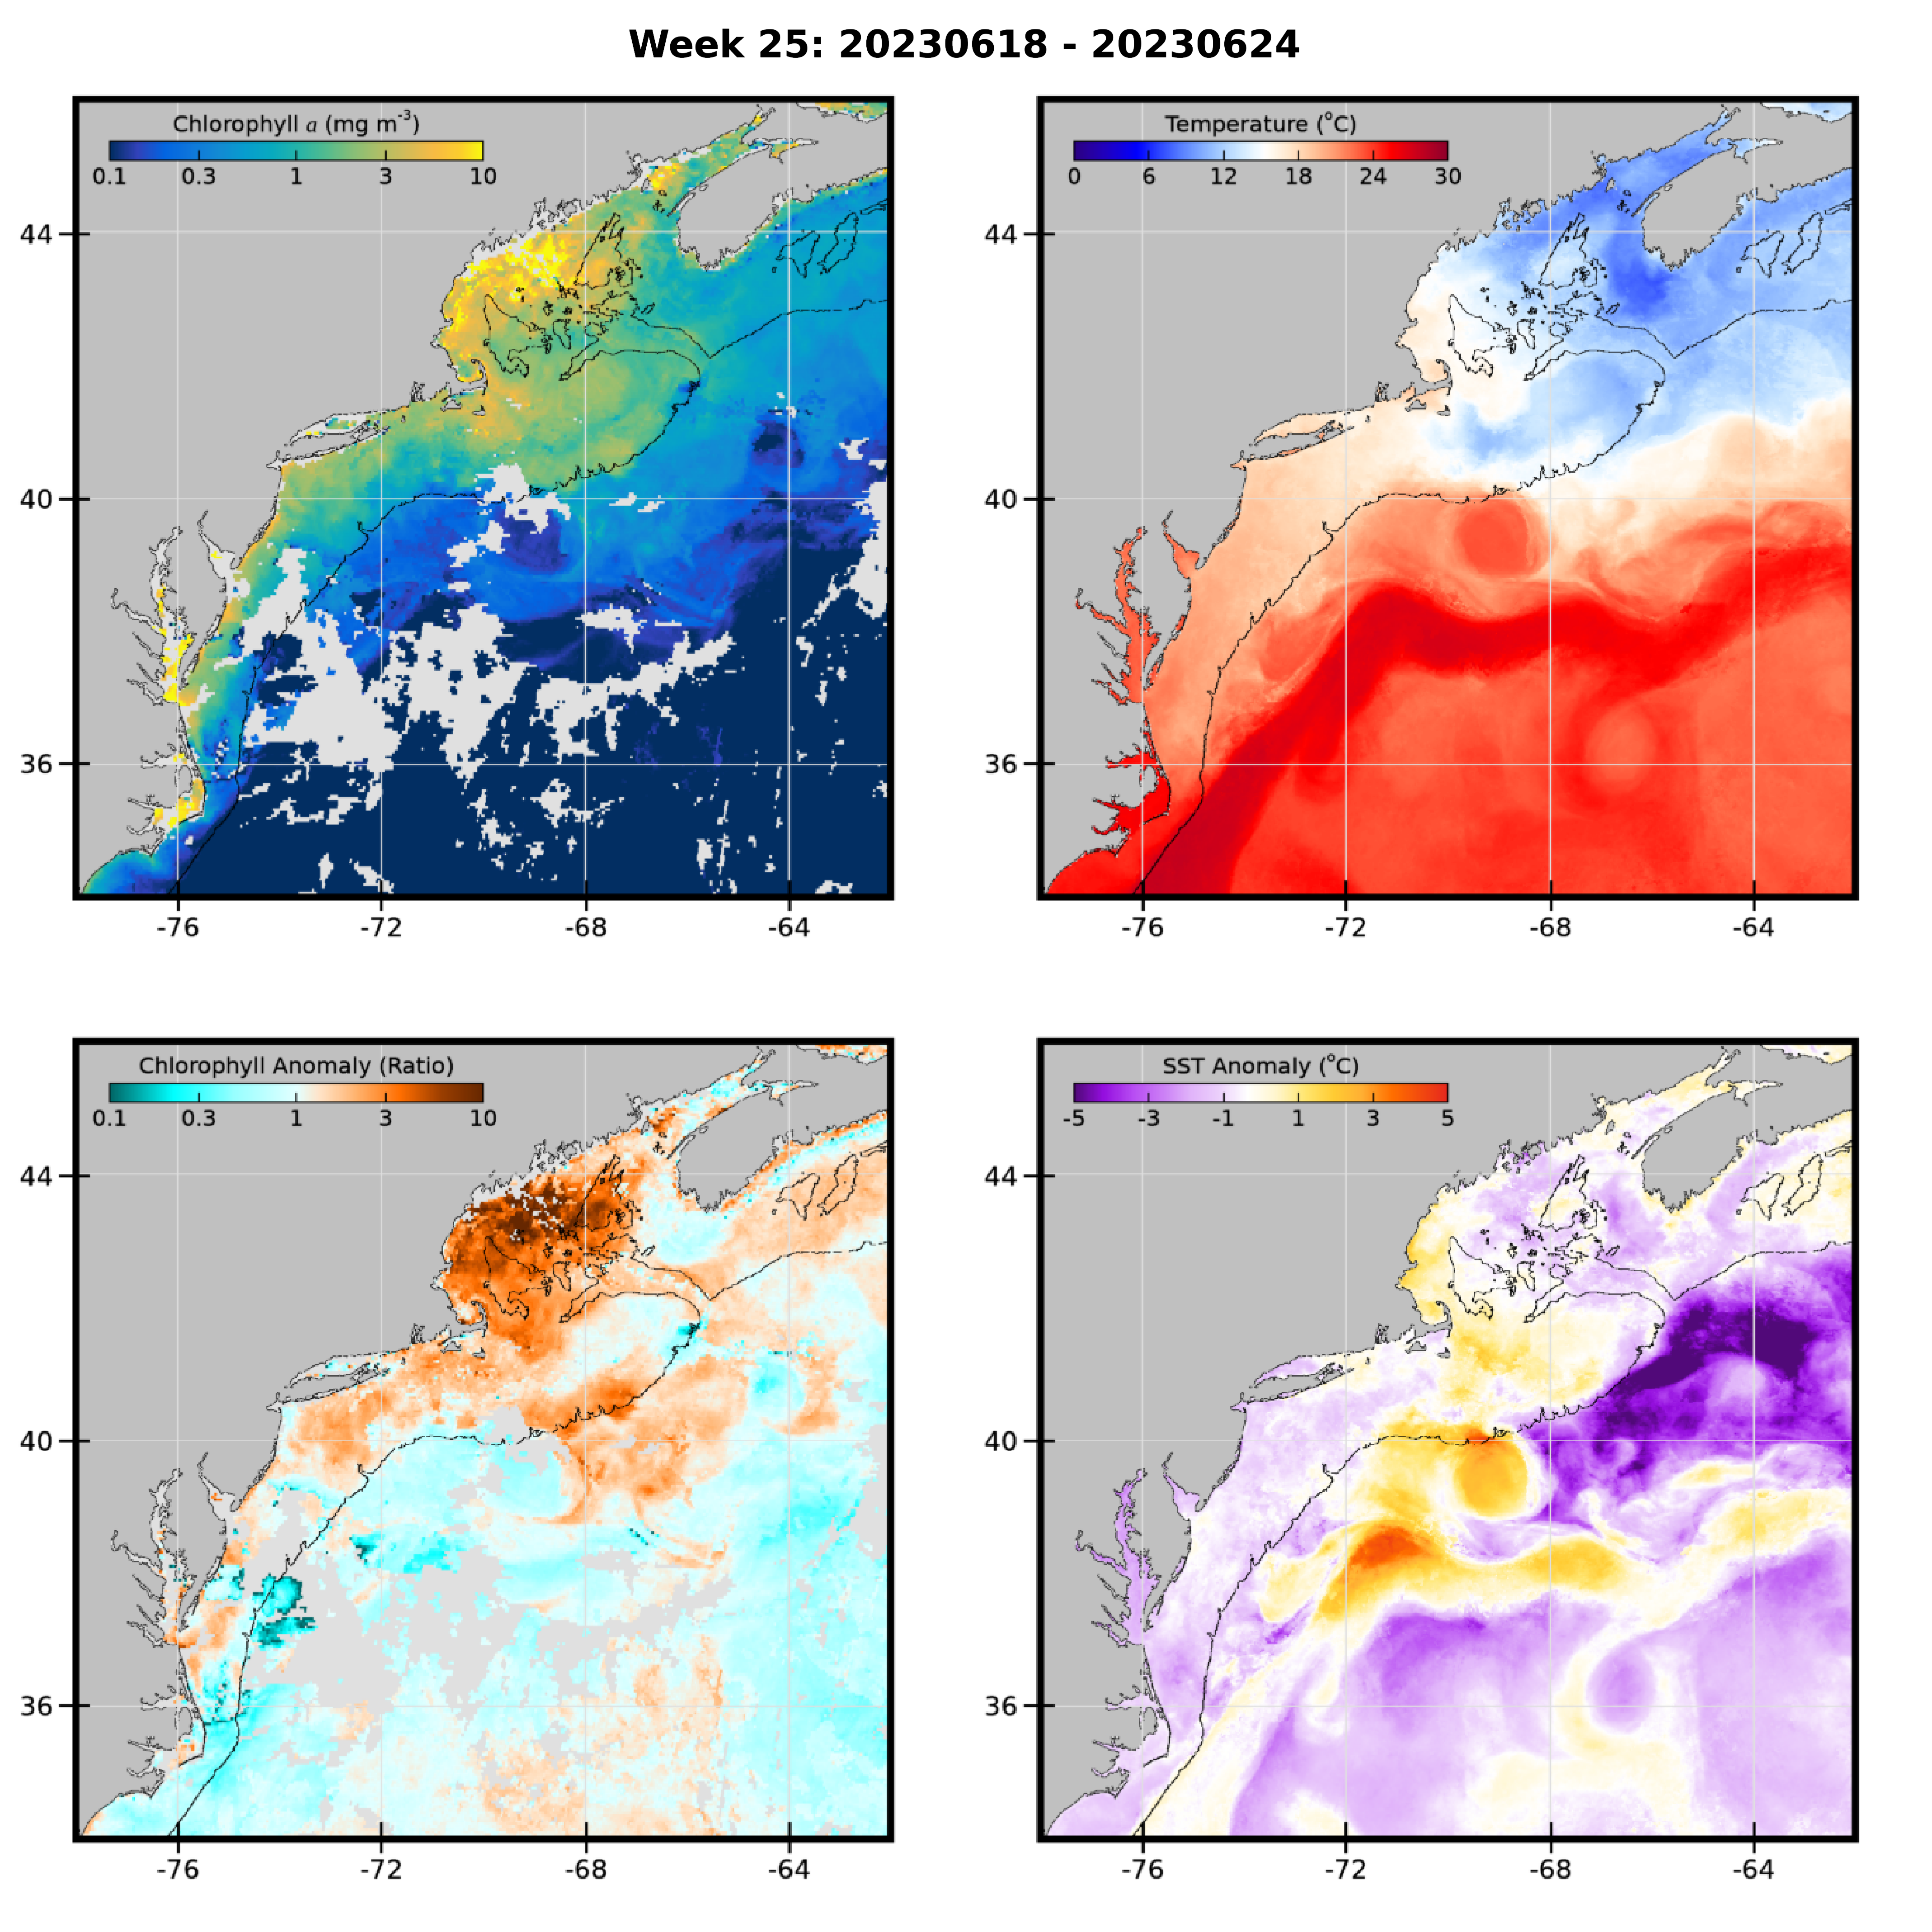 Week 25: 20230618 - 20230624
Chlorophyll a (mg m⁻³)
0.1 0.3 1 3 10
44
40
36
-76 -72 -68 -64
Temperature (°C)
0 6 12 18 24 30
44
40
36
-76 -72 -68 -64
Chlorophyll Anomaly (Ratio)
0.1 0.3 1 3 10
44
40
36
-76 -72 -68 -64
SST Anomaly (°C)
-5 -3 -1 1 3 5
44
40
36
-76 -72 -68 -64